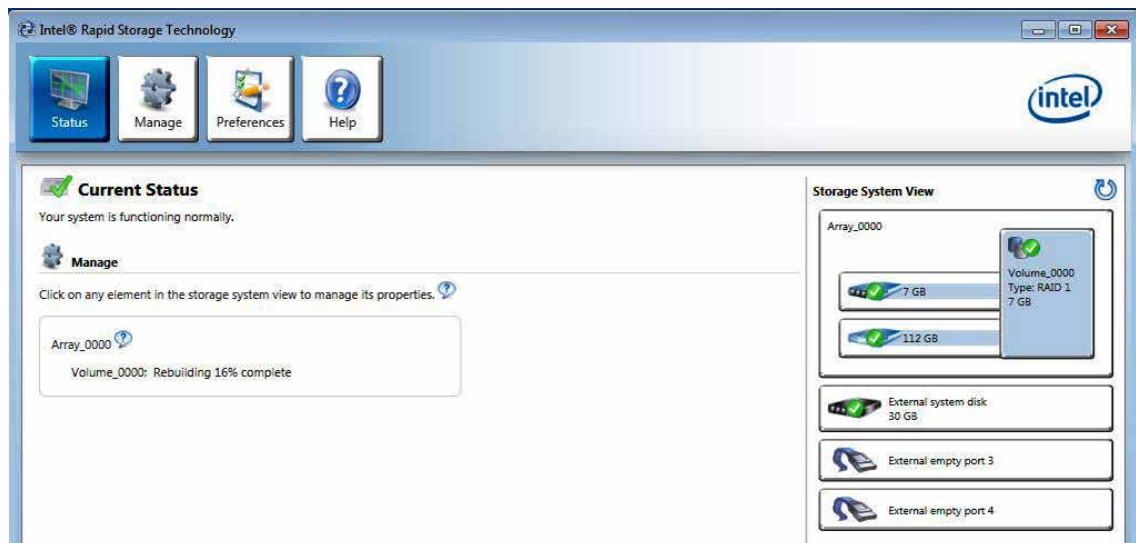 Intel® Rapid Storage Technology
Status
Manage
Preferences
Help
intel
Current Status
Your system is functioning normally.
Manage
Click on any element in the storage system view to manage its properties.
Array_0000
Volume_0000: Rebuilding 16% complete
Storage System View
Array_0000
Volume_0000
Type: RAID 1
7 GB
7 GB
112 GB
External system disk
30 GB
External empty port 3
External empty port 4